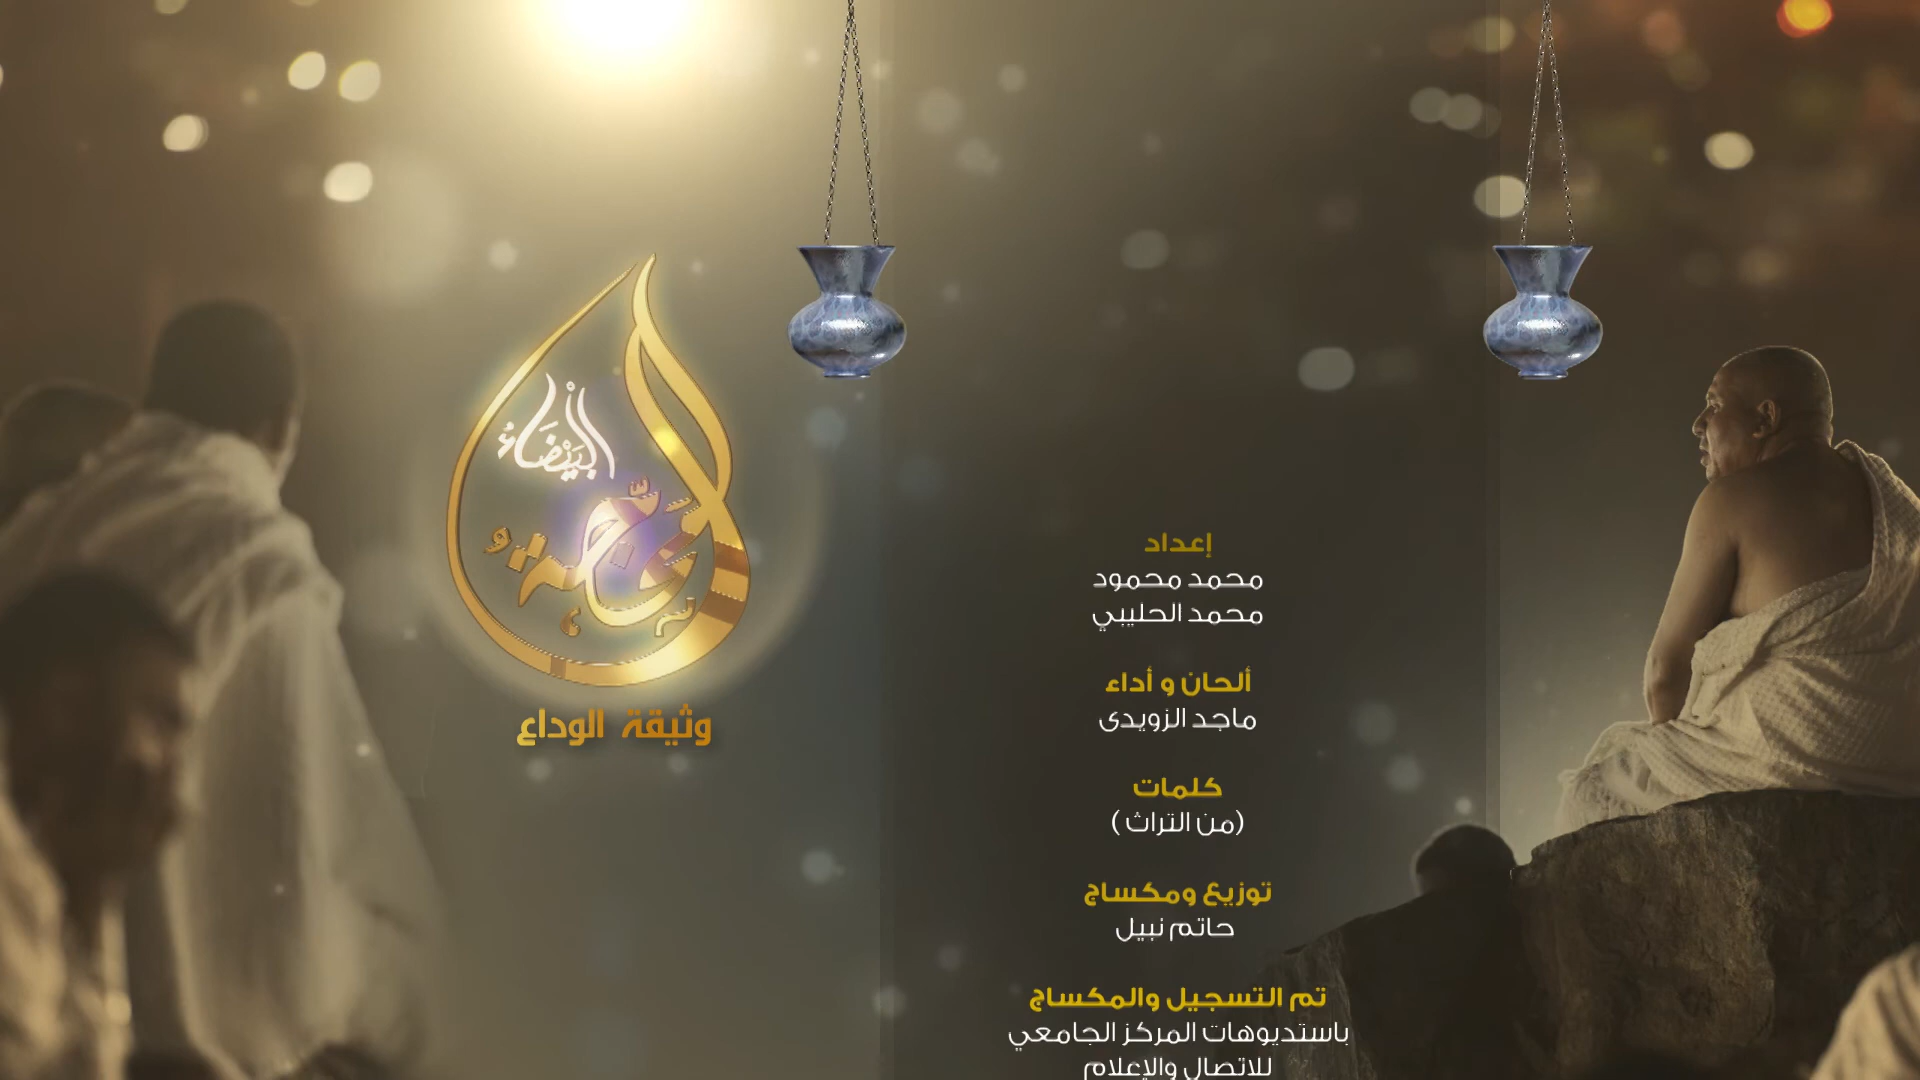 المحجة
البيضاء
وثيقة الوداع
إعداد
محمد محمود
محمد الحليبي
ألحان و أداء
ماجد الزويدى
كلمات
(من التراث )
توزيع ومكساج
حاتم نبيل
تم التسجيل والمكساج
باستديوهات المركز الجامعي
للاتصال والإعلام